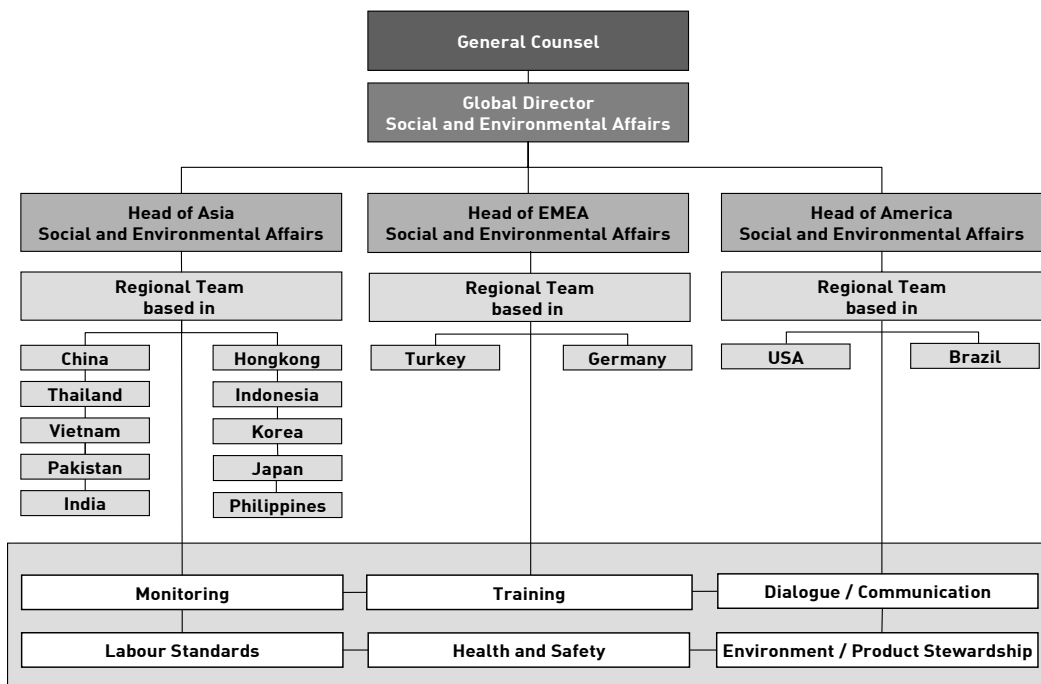 General Counsel
Global Director
Social and Environmental Affairs
Head of Asia
Social and Environmental Affairs
Head of EMEA
Social and Environmental Affairs
Head of America
Social and Environmental Affairs
Regional Team
based in
Regional Team
based in
Regional Team
based in
China
Hongkong
Turkey
Germany
USA
Brazil
Thailand
Indonesia
Vietnam
Korea
Pakistan
Japan
India
Philippines
Monitoring
Training
Dialogue / Communication
Labour Standards
Health and Safety
Environment / Product Stewardship